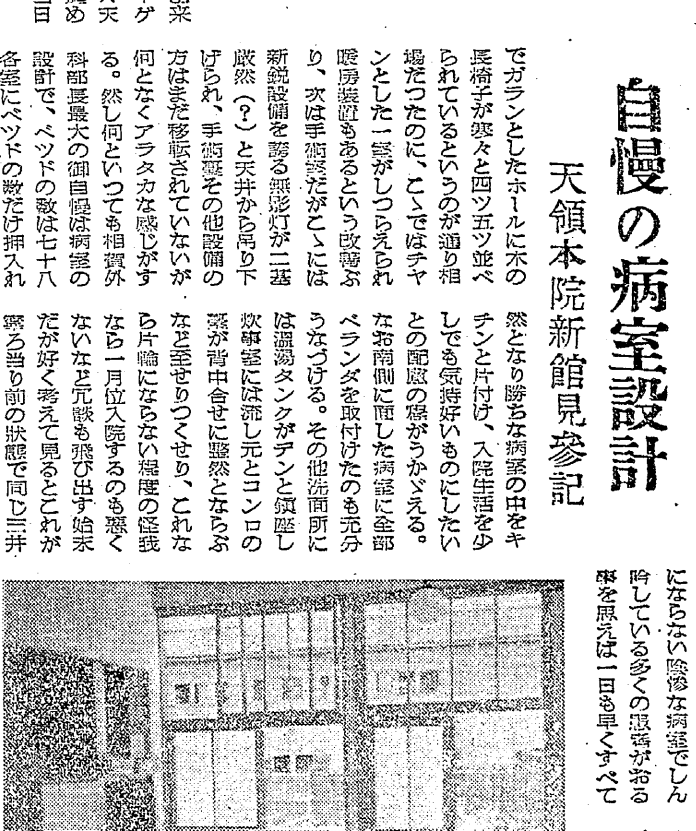 自慢の病室設計
天領本院新館見参記
でガランとしたホールに木の
長椅子が寒々と四ツ五ツ並べ
られているというのが通り相
場だつたのに、こゝではチヤ
ンとした一室がしつらえられ
暖房装置もあるという改善ぶ
り、次は手術室だがこゝには
新鋭設備を誇る無影灯が二基
厳然（？）と天井から吊り下
げられ、手術台その他設備の
方はまだ移転されていないが
何となくアラタカな感じがす
る。然し何といつても相賀外
科部長最大の御自慢は病室の
設計で、ベツドの数は七十八
各室にベツドの数だけ押入れ
然となり勝ちな病室の中をキ
チンと片付け、入院生活を少
しでも気持好いものにしたい
との配慮の窓がうかゞえる。
なお南側に面した病室に全部
ベランダを取付けたのも充分
うなづける。その他洗面所に
は温湯タンクがデンと鎮座し
炊事室には流し元とコンロの
竈が背中合せに整然とならぶ
など至せりつくせり、これな
ら片輪にならない程度の怪我
なら一月位入院するのも悪く
ないなど冗談も飛び出す始末
だが好く考えて見るとこれが
寧ろ当り前の状態で同じ三井
にならない陰惨な病室でしん
吟している多くの患者がおる
事を思えば一日も早くすべて